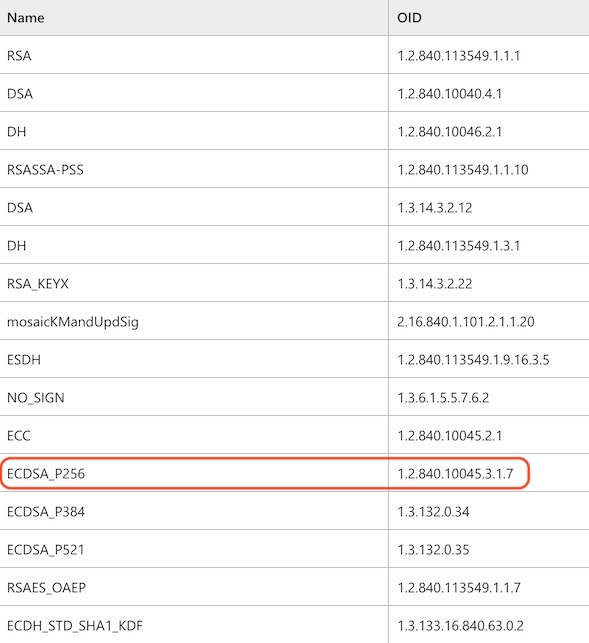 Name OID
RSA 1.2.840.113549.1.1.1
DSA 1.2.840.10040.4.1
DH 1.2.840.10046.2.1
RSASSA-PSS 1.2.840.113549.1.1.10
DSA 1.3.14.3.2.12
DH 1.2.840.113549.1.3.1
RSA_KEYX 1.3.14.3.2.22
mosaicKMandUpdSig 2.16.840.1.101.2.1.1.20
ESDH 1.2.840.113549.1.9.16.3.5
NO_SIGN 1.3.6.1.5.5.7.6.2
ECC 1.2.840.10045.2.1
ECDSA_P256 1.2.840.10045.3.1.7
ECDSA_P384 1.3.132.0.34
ECDSA_P521 1.3.132.0.35
RSAES_OAEP 1.2.840.113549.1.1.7
ECDH_STD_SHA1_KDF 1.3.133.16.840.63.0.2